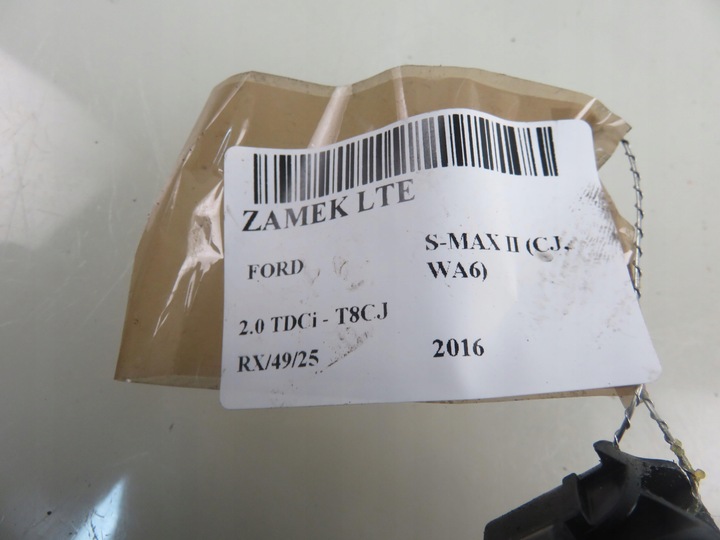 ZAMEK LTE
FORD
S-MAX II (CJ-
WA6)
2.0 TDCi - T8CJ
RX/49/25
2016